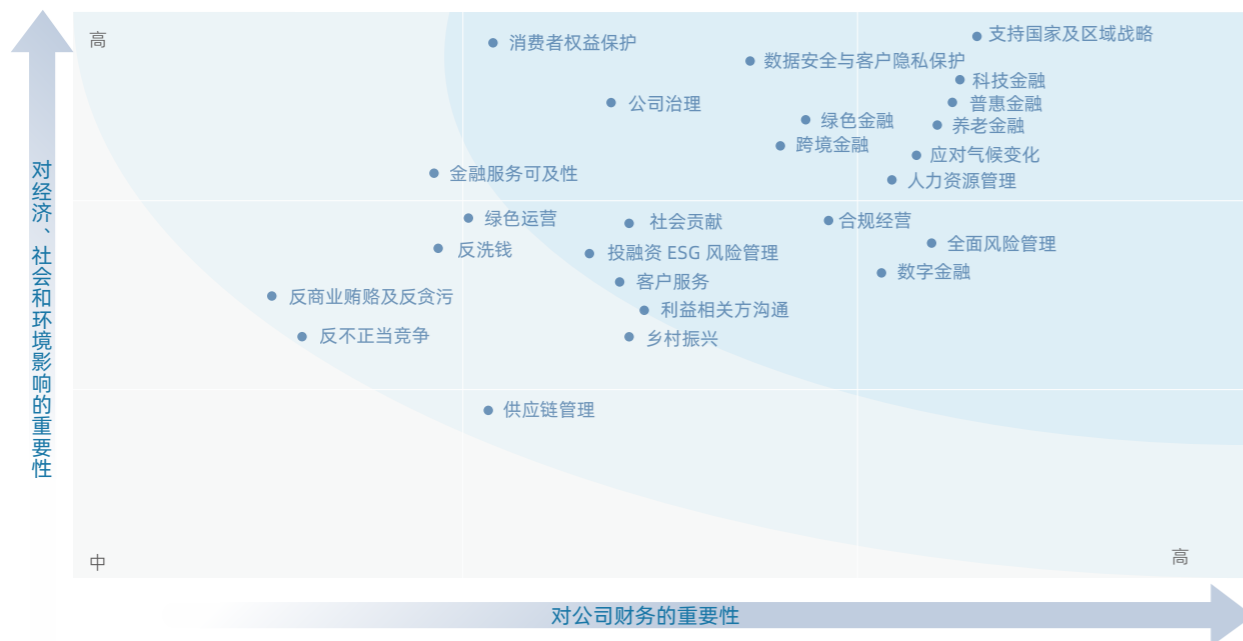 高
消费者权益保护
支持国家及区域战略
数据安全与客户隐私保护
科技金融
公司治理
普惠金融
绿色金融
养老金融
跨境金融
应对气候变化
金融服务可及性
人力资源管理
绿色运营
社会贡献
合规经营
反洗钱
投融资 ESG 风险管理
全面风险管理
客户服务
数字金融
反商业贿赂及反贪污
利益相关方沟通
反不正当竞争
乡村振兴
供应链管理
对经济、社会和环境影响的重要性
中
高
对公司财务的重要性